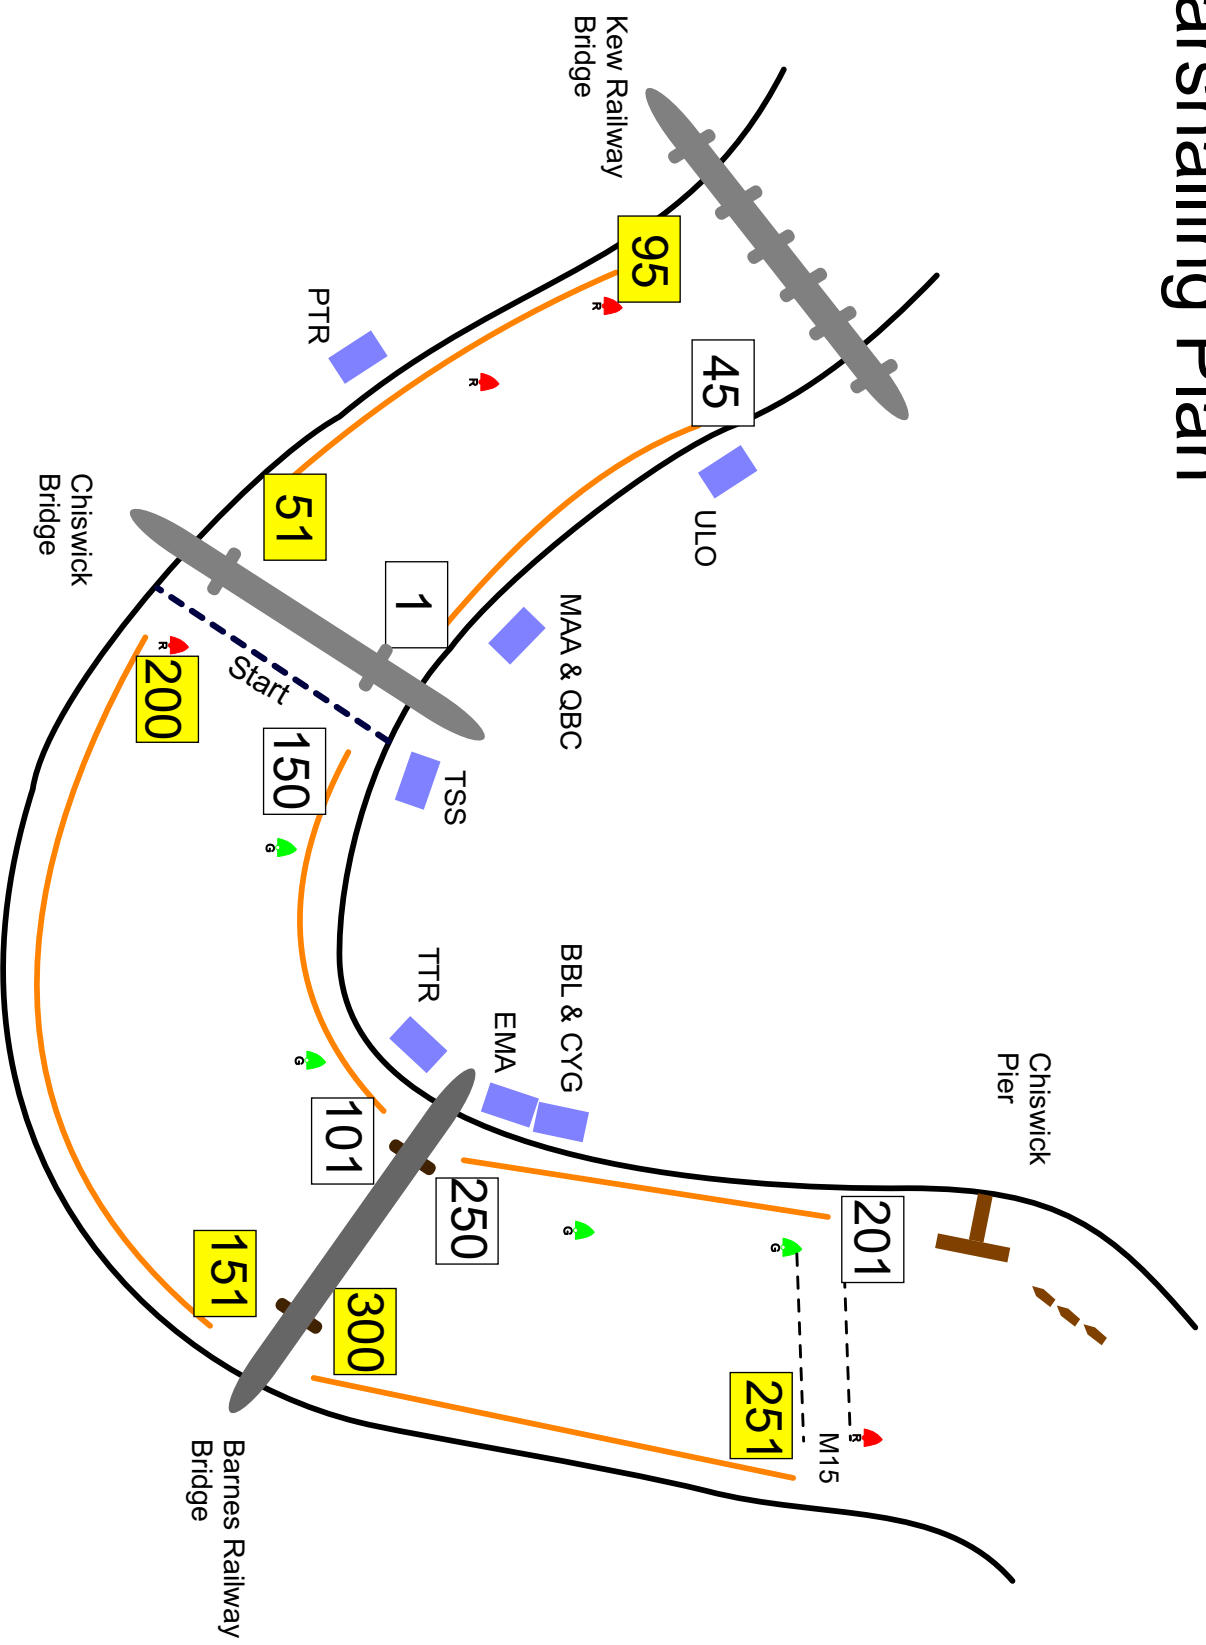 arshalling Plan
Kew Railway
Bridge
95
R
R
45
PTR
ULO
Chiswick
Bridge
51
1
MAA & QBC
R
200
Start
150
TSS
G
TTR
EMA
BBL & CYG
G
101
250
G
G
201
Chiswick
Pier
151
300
251
M15
R
Barnes Railway
Bridge